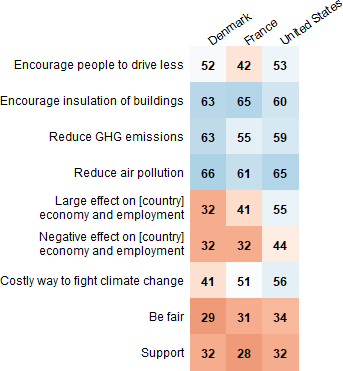 Denmark France United States
Encourage people to drive less 52 42 53
Encourage insulation of buildings 63 65 60
Reduce GHG emissions 63 55 59
Reduce air pollution 66 61 65
Large effect on [country]
economy and employment 32 41 55
Negative effect on [country]
economy and employment 32 32 44
Costly way to fight climate change 41 51 56
Be fair 29 31 34
Support 32 28 32